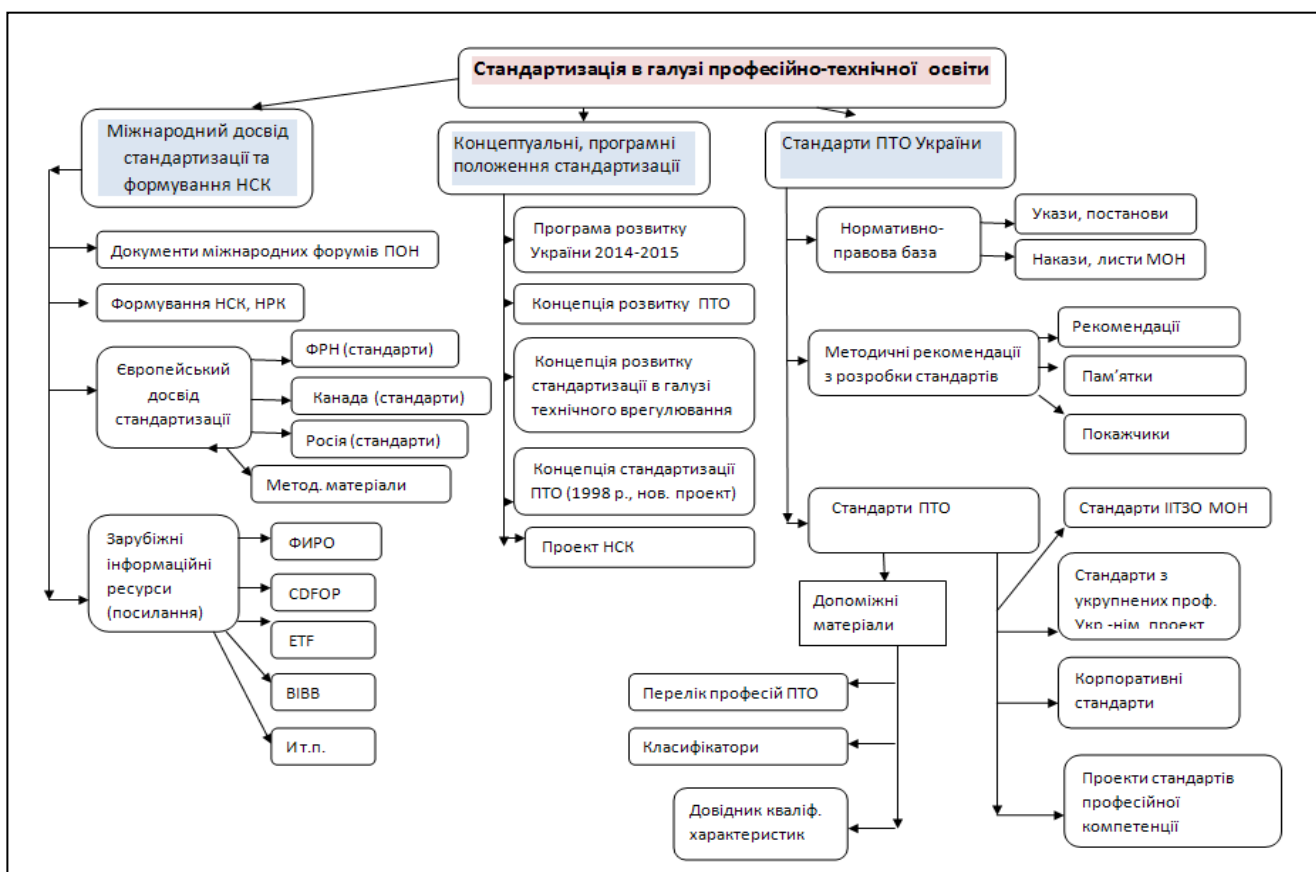 Стандартизація в галузі професійно-технічної освіти
Міжнародний досвід
стандартизації та
формування НСК
Документи міжнародних форумів ПОН
Формування НСК, НРК
Європейський
досвід
стандартизації
ФРН (стандарти)
Канада (стандарти)
Росія (стандарти)
Метод. матеріали
Зарубіжні
інформаційні
ресурси
(посилання)
ФИРО
CDFOP
ETF
BIBB
И т.п.
Концептуальні, програмні
положення стандартизації
Програма розвитку
України 2014-2015
Концепція розвитку ПТО
Концепція розвитку
стандартизації в галузі
технічного врегулювання
Концепція стандартизації
ПТО (1998 р., нов. проект)
Проект НСК
Стандарти ПТО України
Нормативно-
правова база
Укази, постанови
Накази, листи МОН
Методичні рекомендації
з розробки стандартів
Рекомендації
Пам’ятки
Покажчики
Стандарти ПТО
Допоміжні
матеріали
Перелік професій ПТО
Класифікатори
Довідник кваліф.
характеристик
Стандарти ІІТЗО МОН
Стандарти з
укрупнених проф.
Укр.-нім. проект
Корпоративні
стандарти
Проекти стандартів
професійної
компетенції